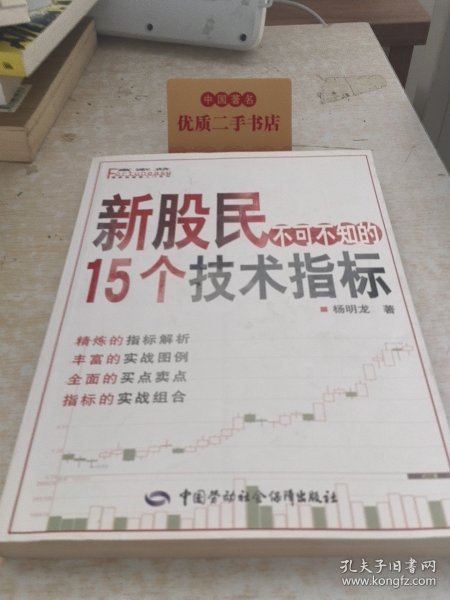 中国著名
优质二手书店
新股民不可不知的
15个技术指标
杨明龙 著
精炼的指标解析
丰富的实战图例
全面的买点卖点
指标的实战组合
中国劳动社会保障出版社
孔夫子旧书网
www.kongfz.com